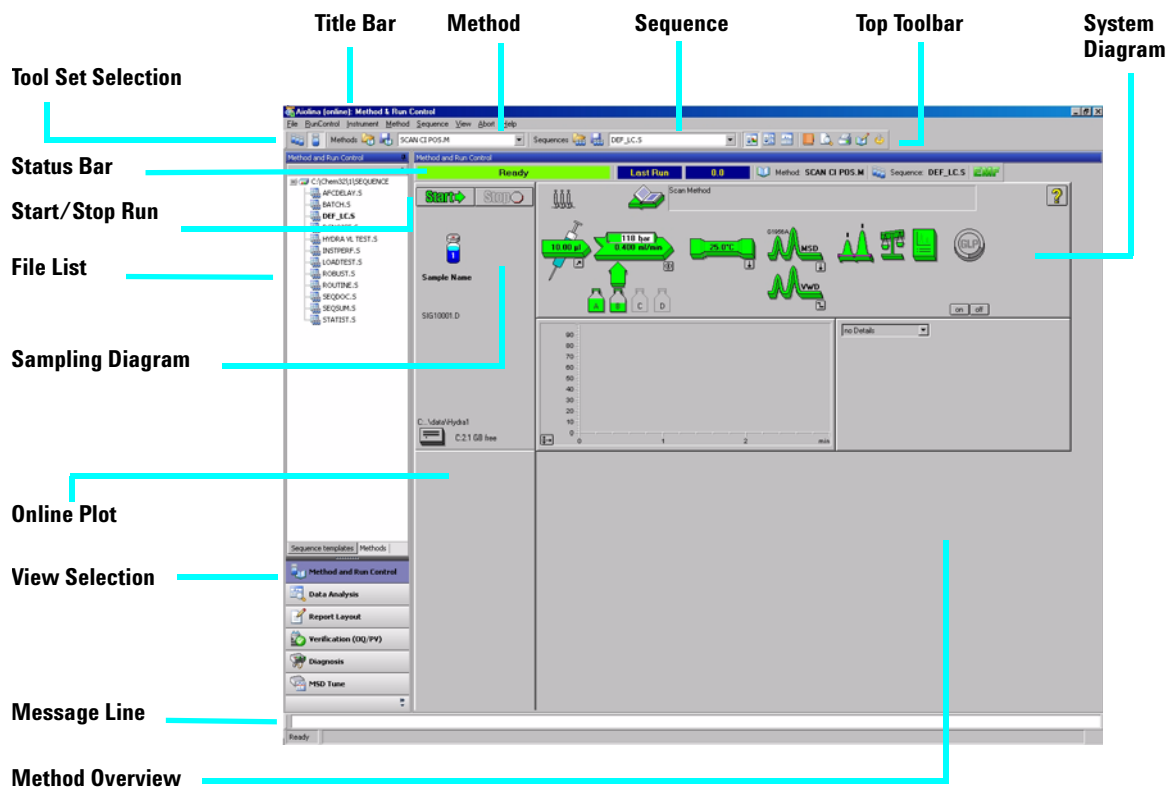 Title Bar
Method
Sequence
Top Toolbar
System
Diagram
Tool Set Selection
Aiolina (online): Method & Run Control
File RunControl Instrument Method Sequence View Abort Help
Methods SCAN CI POS.M Sequences DEF_LC.S
Method and Run Control
Method and Run Control
Status Bar
Ready
Last Run
0.0
Method: SCAN CI POS.M Sequence: DEF_LC.S
C:\Chem32\1\SEQUENCE
AFCDELAY.S
BATCH.S
DEF_LC.S
HYDRA VL TEST.S
INSTPERF.S
LOADTEST.S
ROBUST.S
ROUTINE.S
SEQDOC.S
SEQSUM.S
STATIST.S
Start/Stop Run
Start
Stop
Scan Method
?
File List
10.00 µl
118 bar
0.400 ml/min
25.0°C
G1956A
MSD
VWD
GLP
1
Sample Name
A B C D
SIG10001.D
on off
Sampling Diagram
no Details
90
80
70
60
50
40
30
20
10
0
0 1 2 min
C:..\data\Hydra1
C:2.1 GB free
Online Plot
Sequence templates Methods
View Selection
Method and Run Control
Data Analysis
Report Layout
Verification (OQ/PV)
Diagnosis
MSD Tune
Message Line
Ready
Method Overview